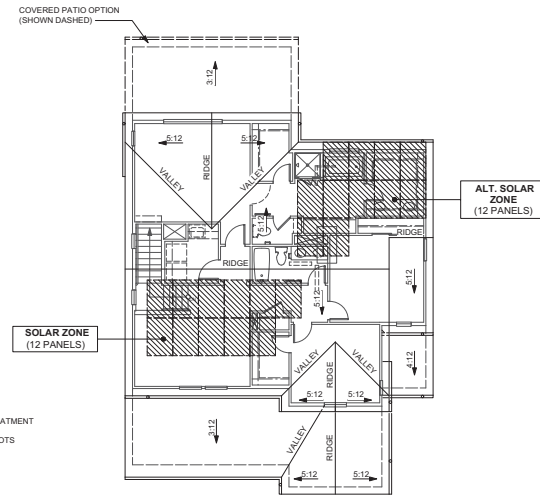 COVERED PATIO OPTION
(SHOWN DASHED)
3:12
5:12
5:12
VALLEY
RIDGE
VALLEY
ALT. SOLAR
ZONE
(12 PANELS)
5:12
RIDGE
RIDGE
5:12
5:12
SOLAR ZONE
(12 PANELS)
VALLEY
RIDGE
VALLEY
4:12
5:12
5:12
ATMENT
3:12
OTS
VALLEY
RIDGE
5:12
5:12